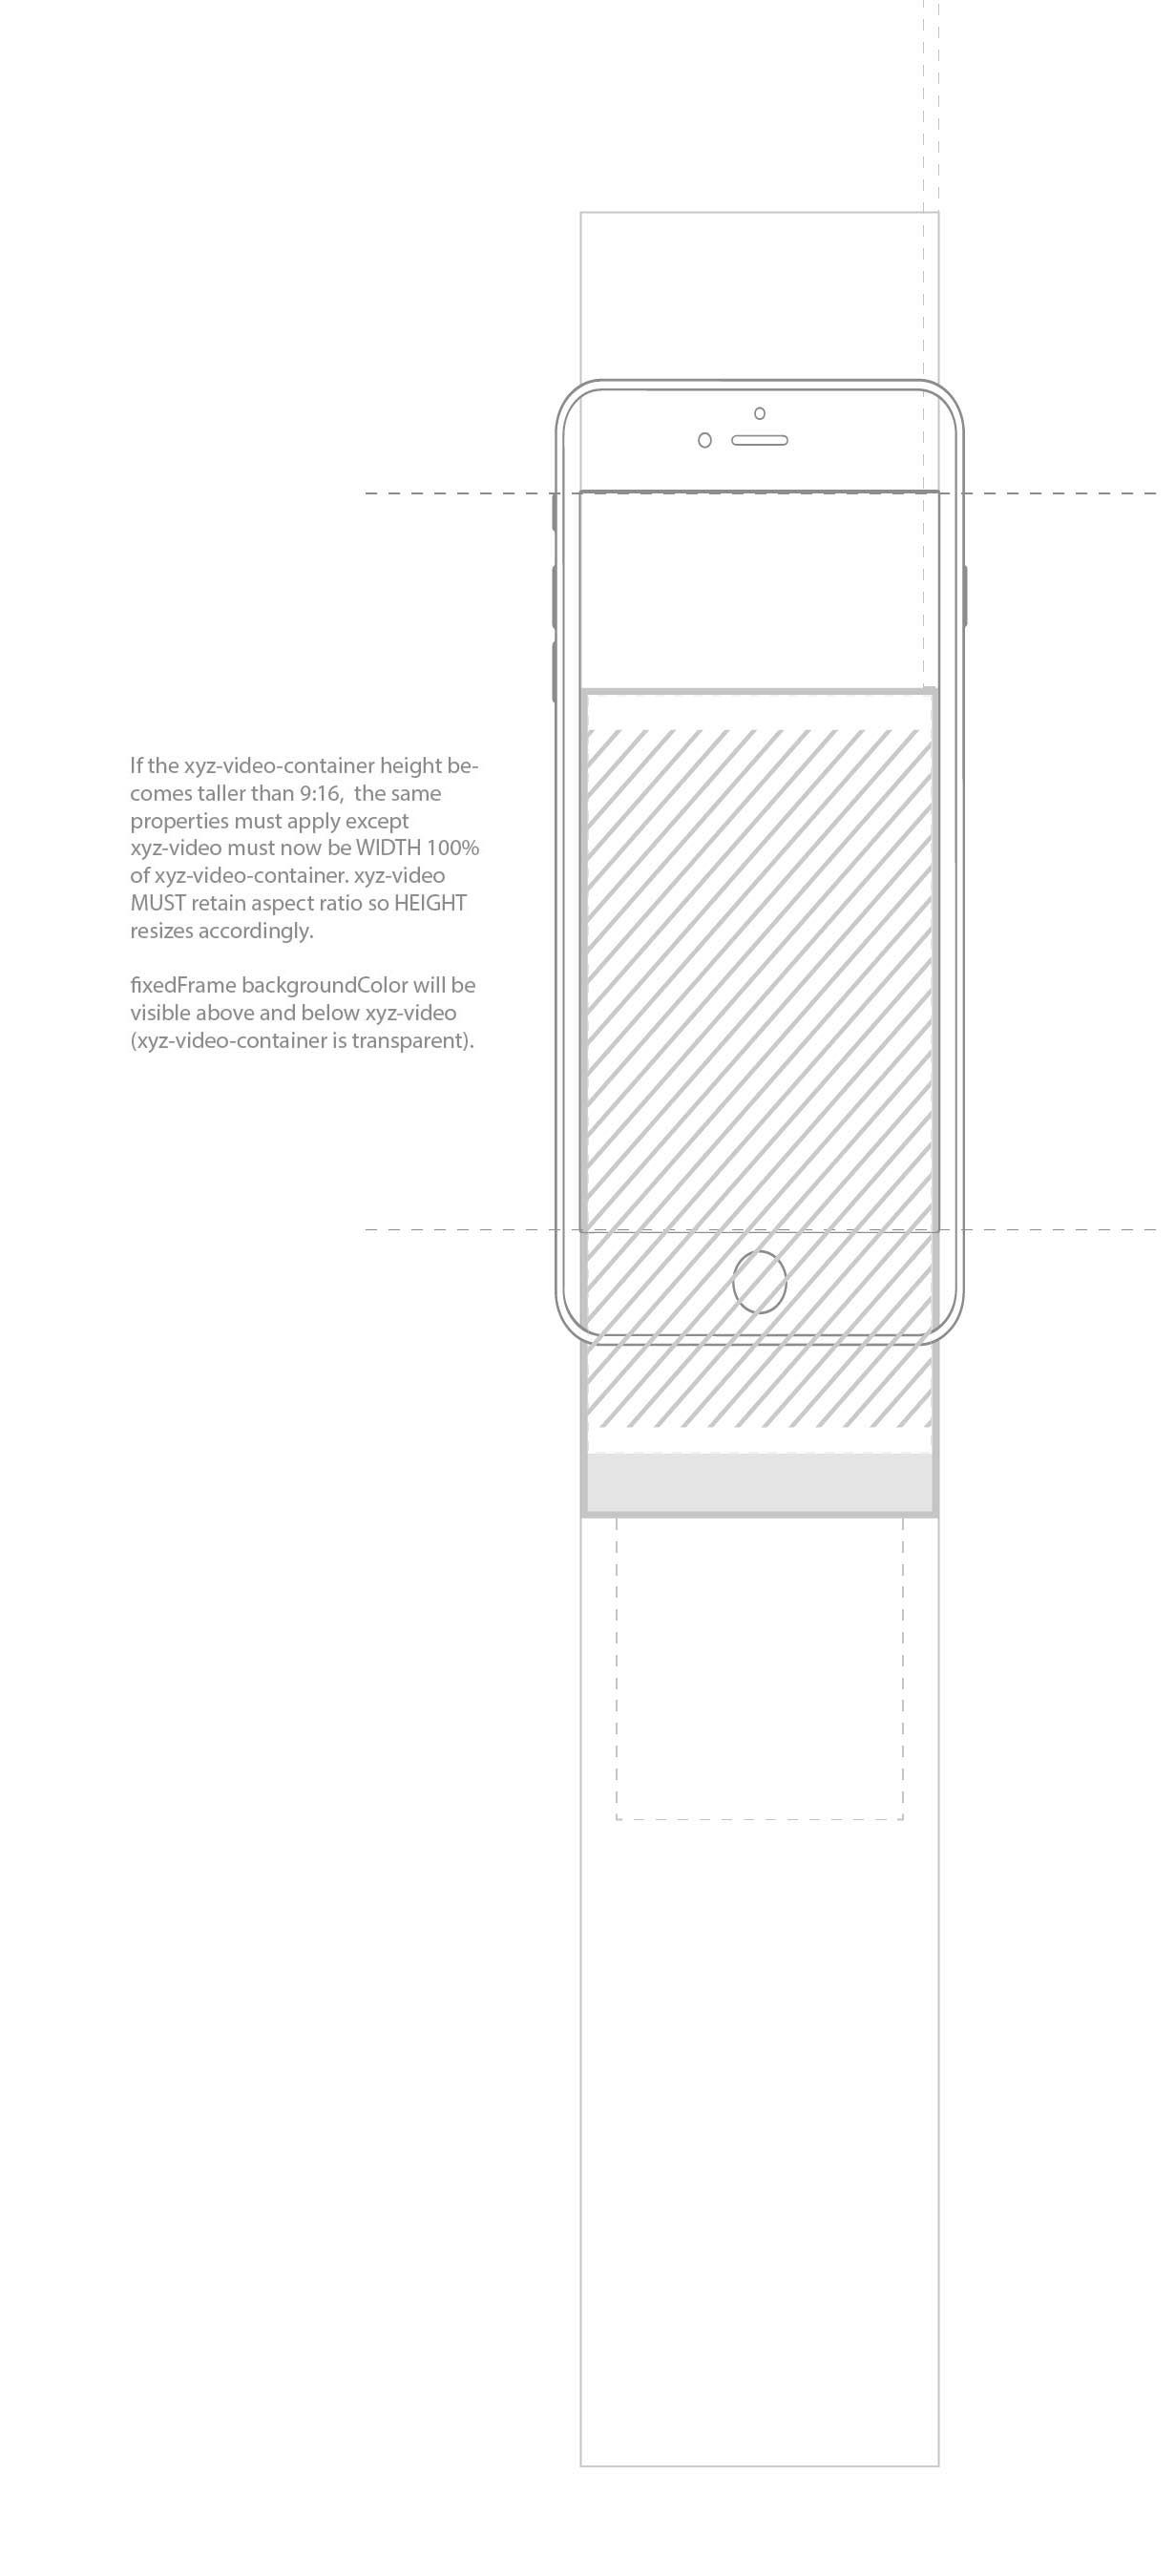 If the xyz-video-container height be-
comes taller than 9:16,  the same
properties must apply except
xyz-video must now be WIDTH 100%
of xyz-video-container. xyz-video
MUST retain aspect ratio so HEIGHT
resizes accordingly.
fixedFrame backgroundColor will be
visible above and below xyz-video
(xyz-video-container is transparent).